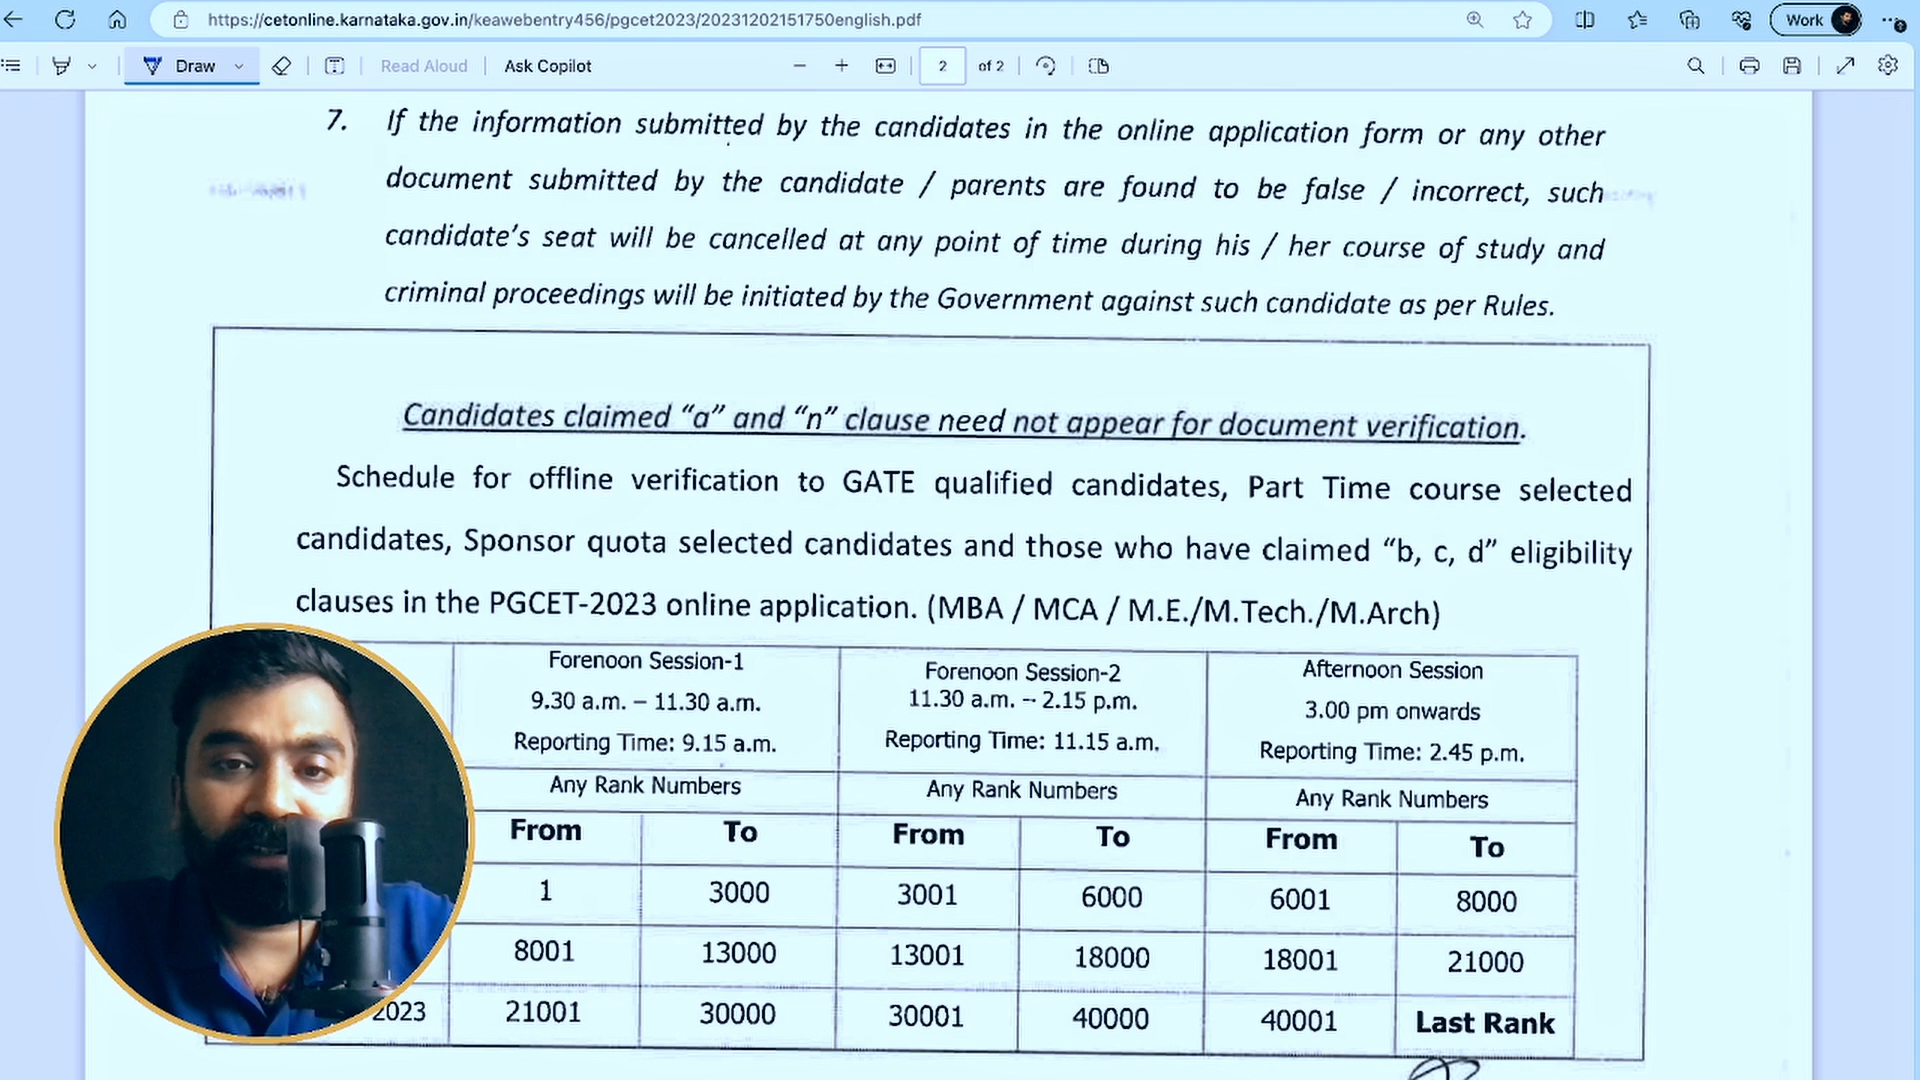 https://cetonline.karnataka.gov.in/keawebentry456/pgcet2023/20231202151750english.pdf
Work
Draw
Read Aloud
Ask Copilot
2
of 2
7. If the information submitted by the candidates in the online application form or any other
document submitted by the candidate / parents are found to be false / incorrect, such
candidate's seat will be cancelled at any point of time during his / her course of study and
criminal proceedings will be initiated by the Government against such candidate as per Rules.
Candidates claimed "a" and "n" clause need not appear for document verification.
Schedule for offline verification to GATE qualified candidates, Part Time course selected
candidates, Sponsor quota selected candidates and those who have claimed "b, c, d" eligibility
clauses in the PGCET-2023 online application. (MBA / MCA / M.E./M.Tech./M.Arch)
Forenoon Session-1
9.30 a.m. – 11.30 a.m.
Reporting Time: 9.15 a.m.
Forenoon Session-2
11.30 a.m. -- 2.15 p.m.
Reporting Time: 11.15 a.m.
Afternoon Session
3.00 pm onwards
Reporting Time: 2.45 p.m.
Any Rank Numbers Any Rank Numbers Any Rank Numbers
From To From To From To
1 3000 3001 6000 6001 8000
8001 13000 13001 18000 18001 21000
2023 21001 30000 30001 40000 40001 Last Rank